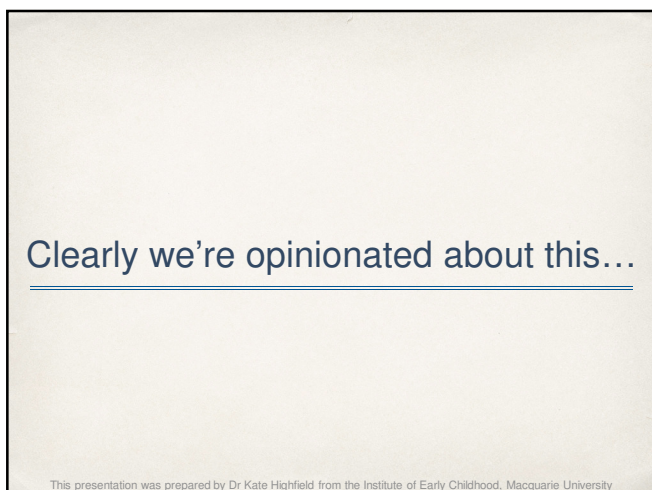 Clearly we're opinionated about this…
This presentation was prepared by Dr Kate Highfield from the Institute of Early Childhood, Macquarie University